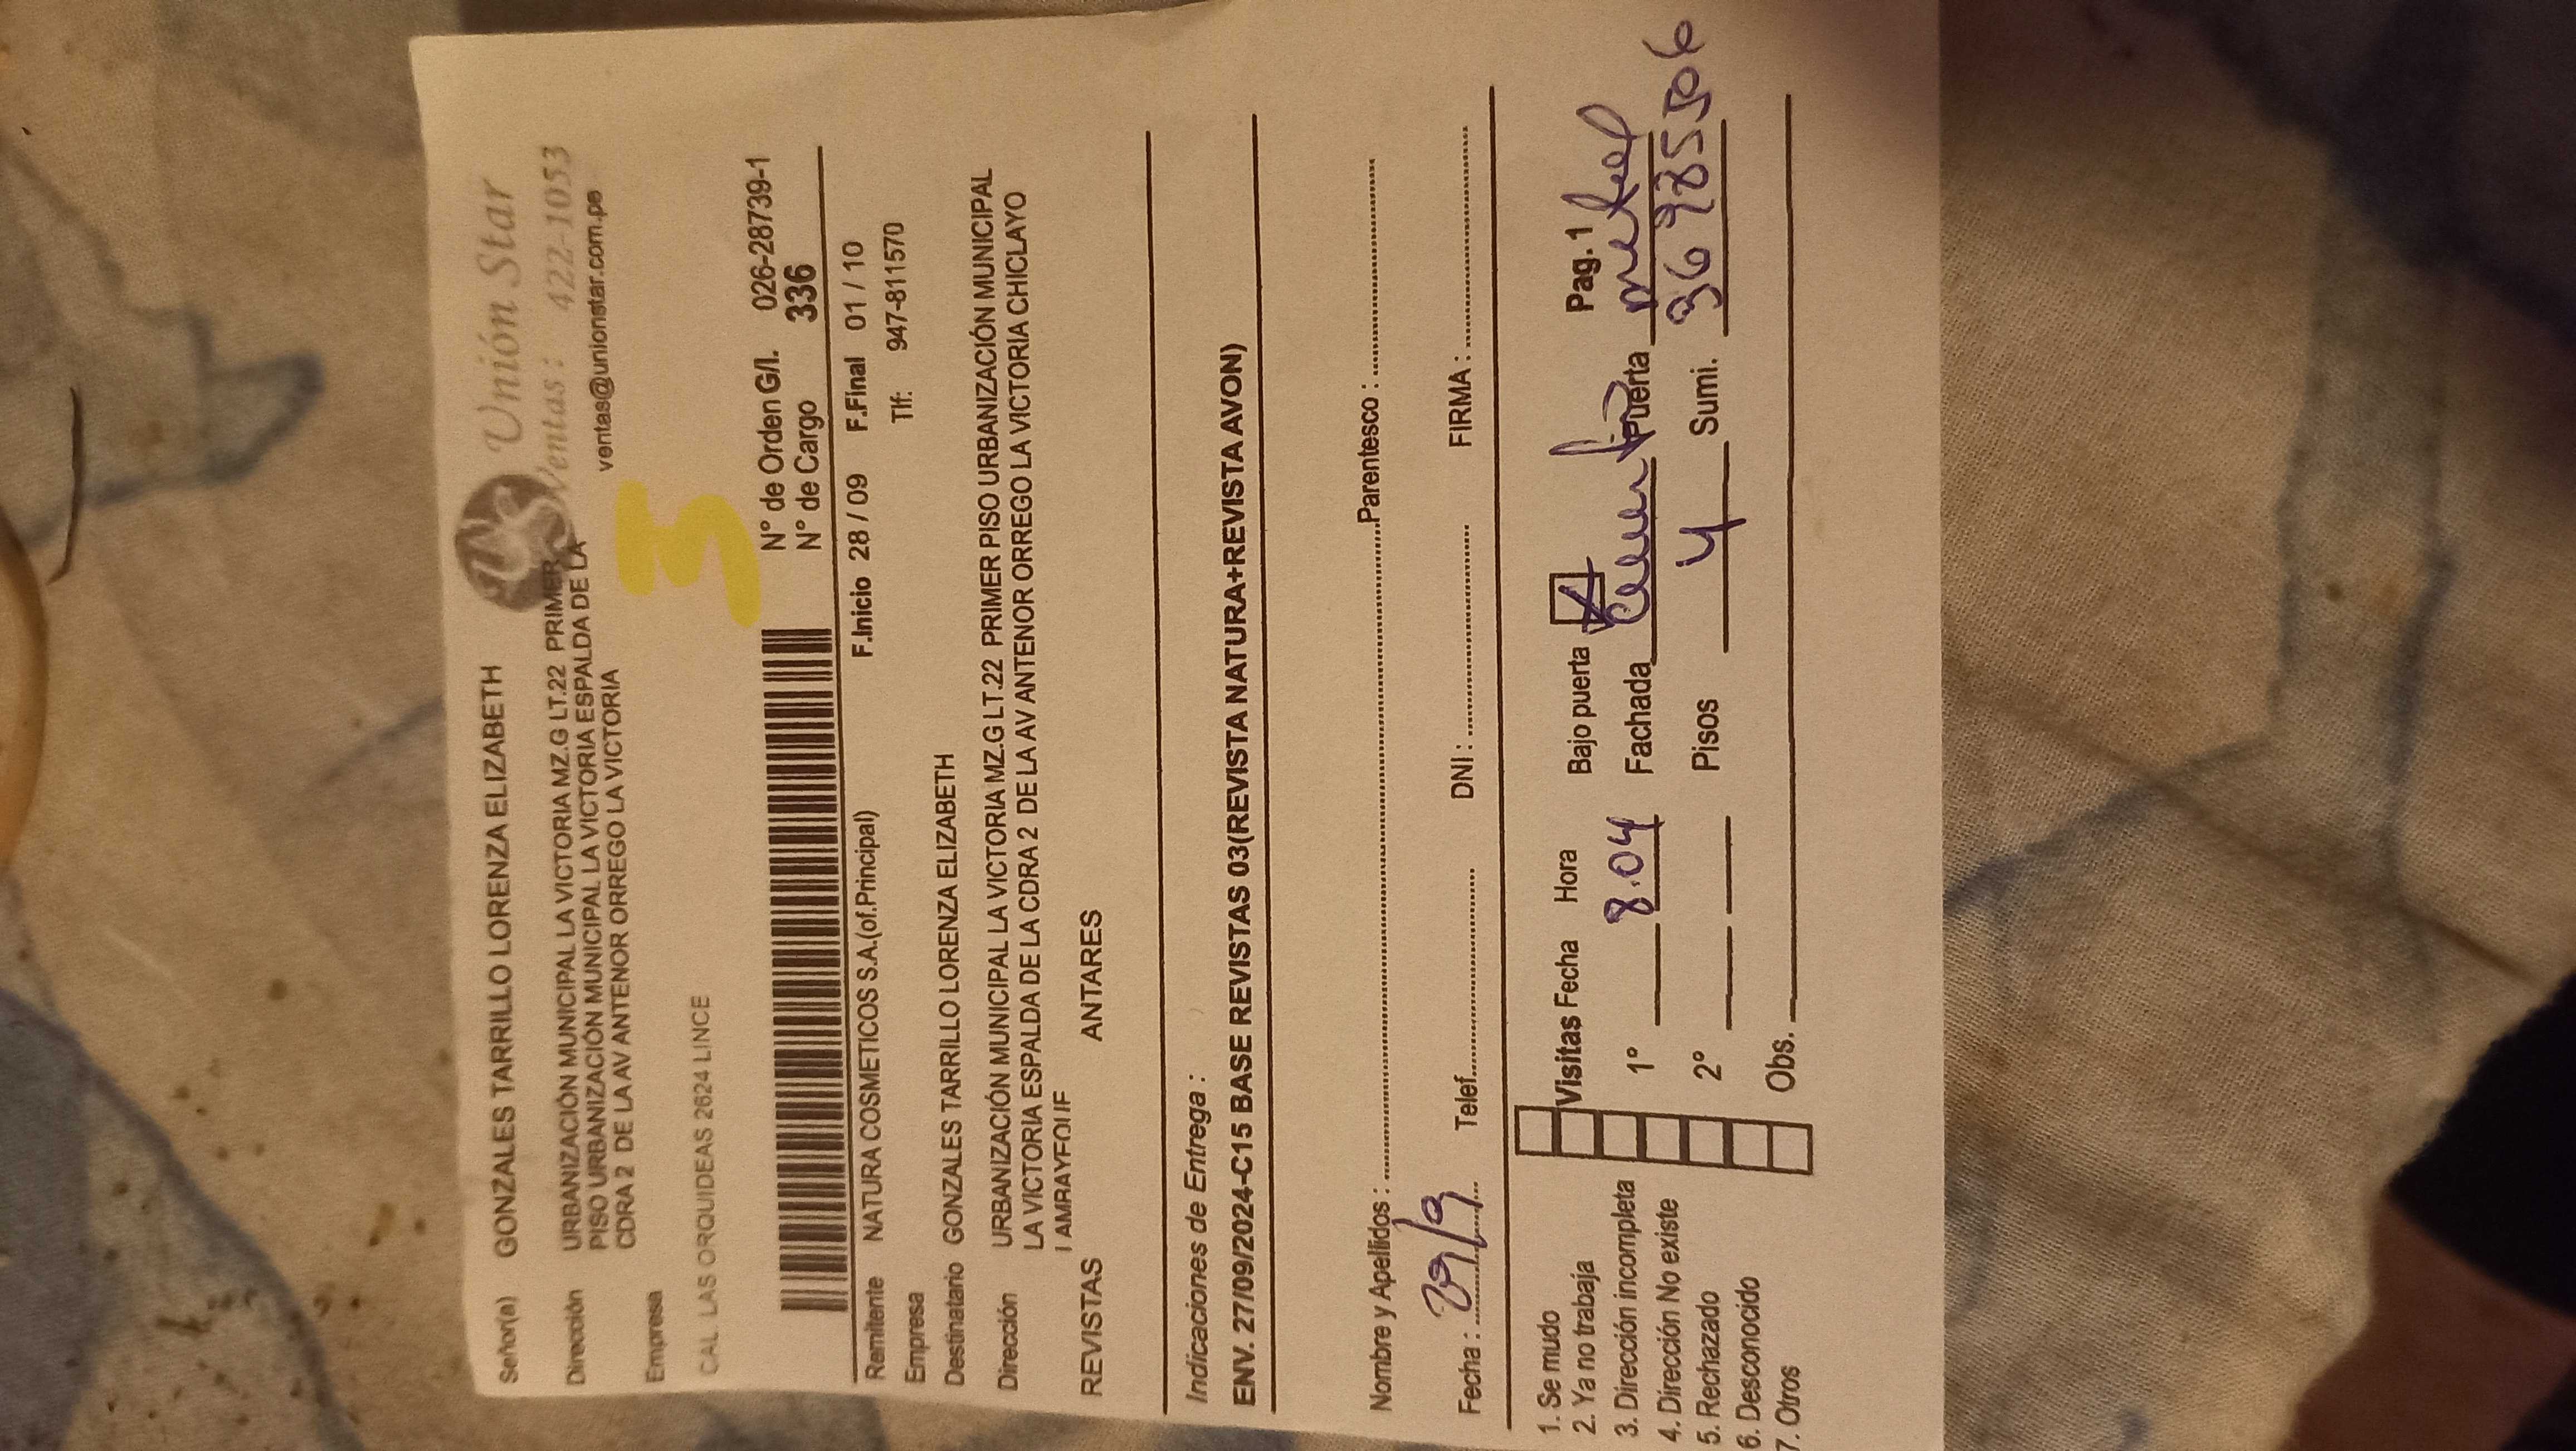 Unión Star
Ventas : 422-1053
ventas@unionstar.com.pe
Señor(a) GONZALES TARRILLO LORENZA ELIZABETH
Dirección URBANIZACIÓN MUNICIPAL LA VICTORIA MZ.G LT.22 PRIMER
PISO URBANIZACIÓN MUNICIPAL LA VICTORIA ESPALDA DE LA
CDRA 2 DE LA AV ANTENOR ORREGO LA VICTORIA
Empresa
CAL. LAS ORQUIDEAS 2624 LINCE
3
N° de Orden G/I. 026-28739-1
N° de Cargo 336
Remitente NATURA COSMETICOS S.A.(of.Principal) F.Inicio 28 / 09 F.Final 01 / 10
Empresa Tlf: 947-811570
Destinatario GONZALES TARRILLO LORENZA ELIZABETH
Dirección URBANIZACIÓN MUNICIPAL LA VICTORIA MZ.G LT.22 PRIMER PISO URBANIZACIÓN MUNICIPAL
LA VICTORIA ESPALDA DE LA CDRA 2 DE LA AV ANTENOR ORREGO LA VICTORIA CHICLAYO
REVISTAS ANTARES
Indicaciones de Entrega :
ENV. 27/09/2024-C15 BASE REVISTAS 03(REVISTA NATURA+REVISTA AVON)
Nombre y Apellidos : Parentesco :
Fecha : 29/9 Telef. DNI : FIRMA :
1. Se mudo
2. Ya no trabaja
3. Dirección incompleta
4. Dirección No existe
5. Rechazado
6. Desconocido
7. Otros
Visitas Fecha Hora Bajo puerta Pag. 1
1° 8.04 Fachada Puerta metal
2° Pisos 4 Sumi. 36985506
Obs.